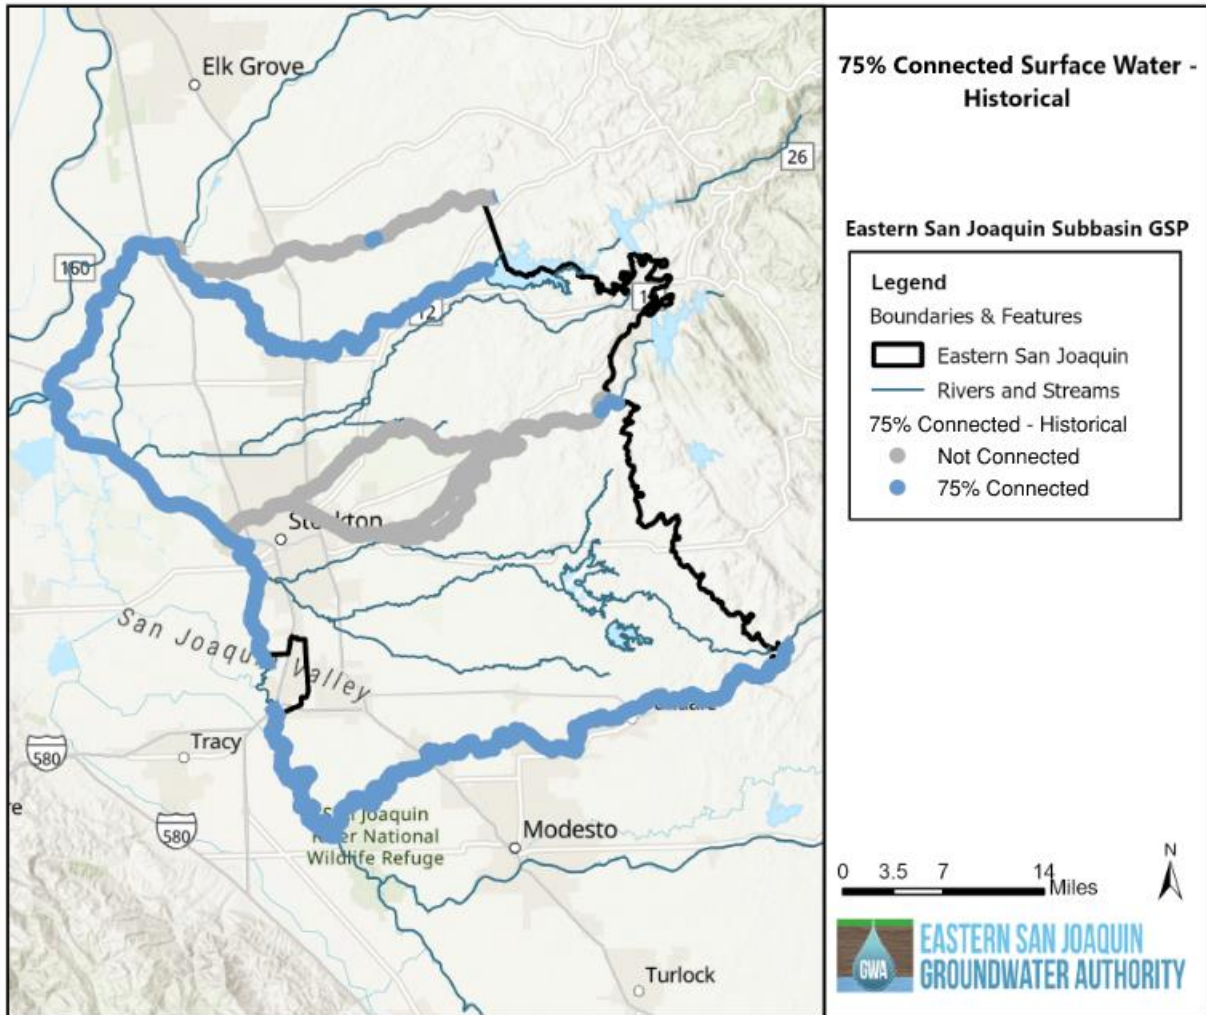 Elk Grove
26
160
12
Stockton
San Joaquin Valley
Tracy
580
580
San Joaquin
River National
Wildlife Refuge
Modesto
Turlock
re
75% Connected Surface Water -
Historical
Eastern San Joaquin Subbasin GSP
Legend
Boundaries & Features
Eastern San Joaquin
Rivers and Streams
75% Connected - Historical
Not Connected
75% Connected
N
0 3.5 7 14
Miles
GWA
EASTERN SAN JOAQUIN
GROUNDWATER AUTHORITY